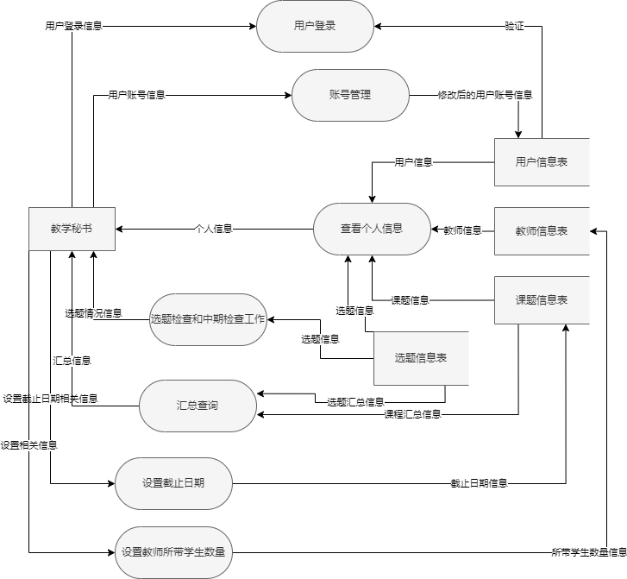 用户登录信息
用户登录
验证
用户账号信息
账号管理
修改后的用户账号信息
用户信息
用户信息表
教学秘书
个人信息
查看个人信息
教师信息
教师信息表
选题情况信息
选题检查和中期检查工作
选题信息
课题信息
课题信息表
选题信息
选题信息表
汇总信息
设置截止日期相关信息
汇总查询
选题汇总信息
课程汇总信息
设置相关信息
设置截止日期
截止日期信息
设置教师所带学生数量
所带学生数量信息